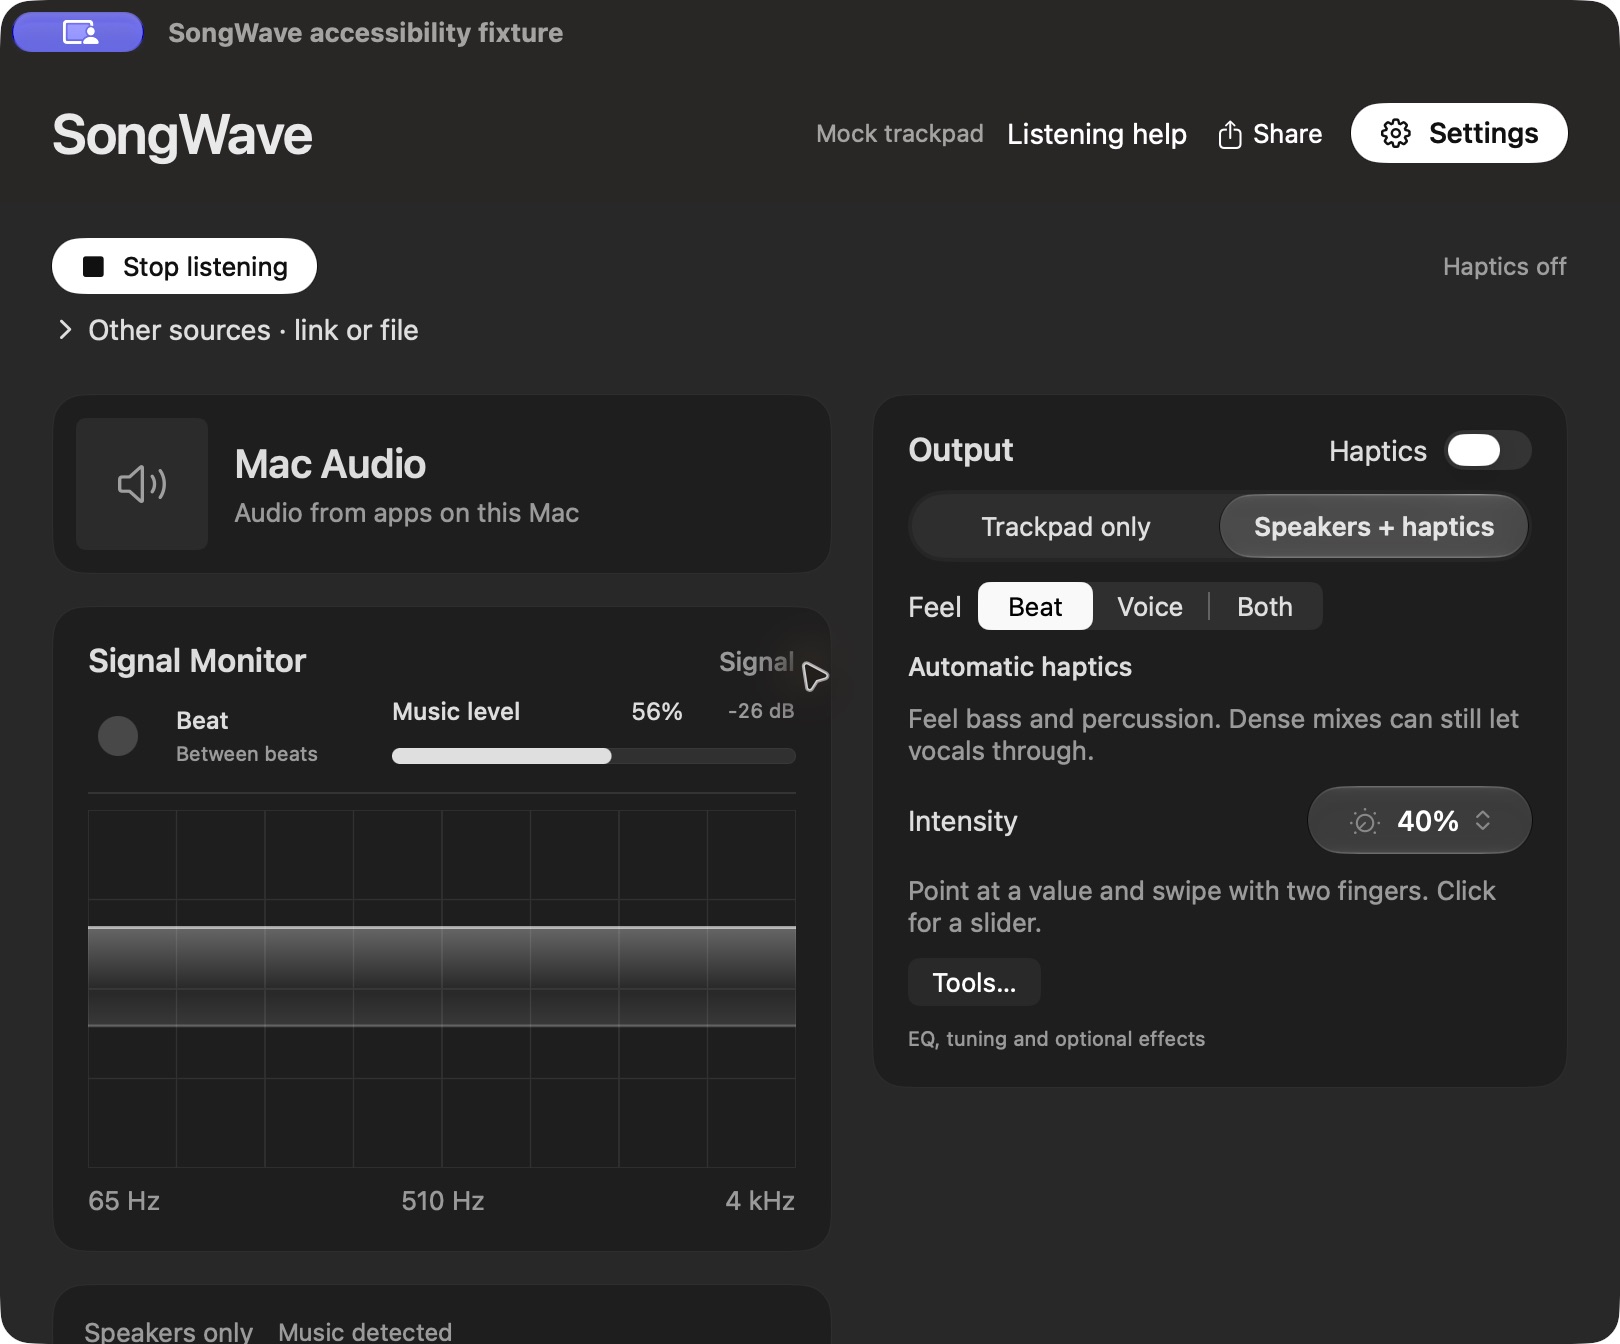 SongWave accessibility fixture
SongWave
Mock trackpad Listening help Share Settings
Stop listening
Haptics off
Other sources · link or file
Mac Audio
Audio from apps on this Mac
Signal Monitor Signal
Beat
Between beats
Music level 56% -26 dB
65 Hz 510 Hz 4 kHz
Speakers only Music detected
Output Haptics
Trackpad only Speakers + haptics
Feel Beat Voice Both
Automatic haptics
Feel bass and percussion. Dense mixes can still let
vocals through.
Intensity 40%
Point at a value and swipe with two fingers. Click
for a slider.
Tools...
EQ, tuning and optional effects